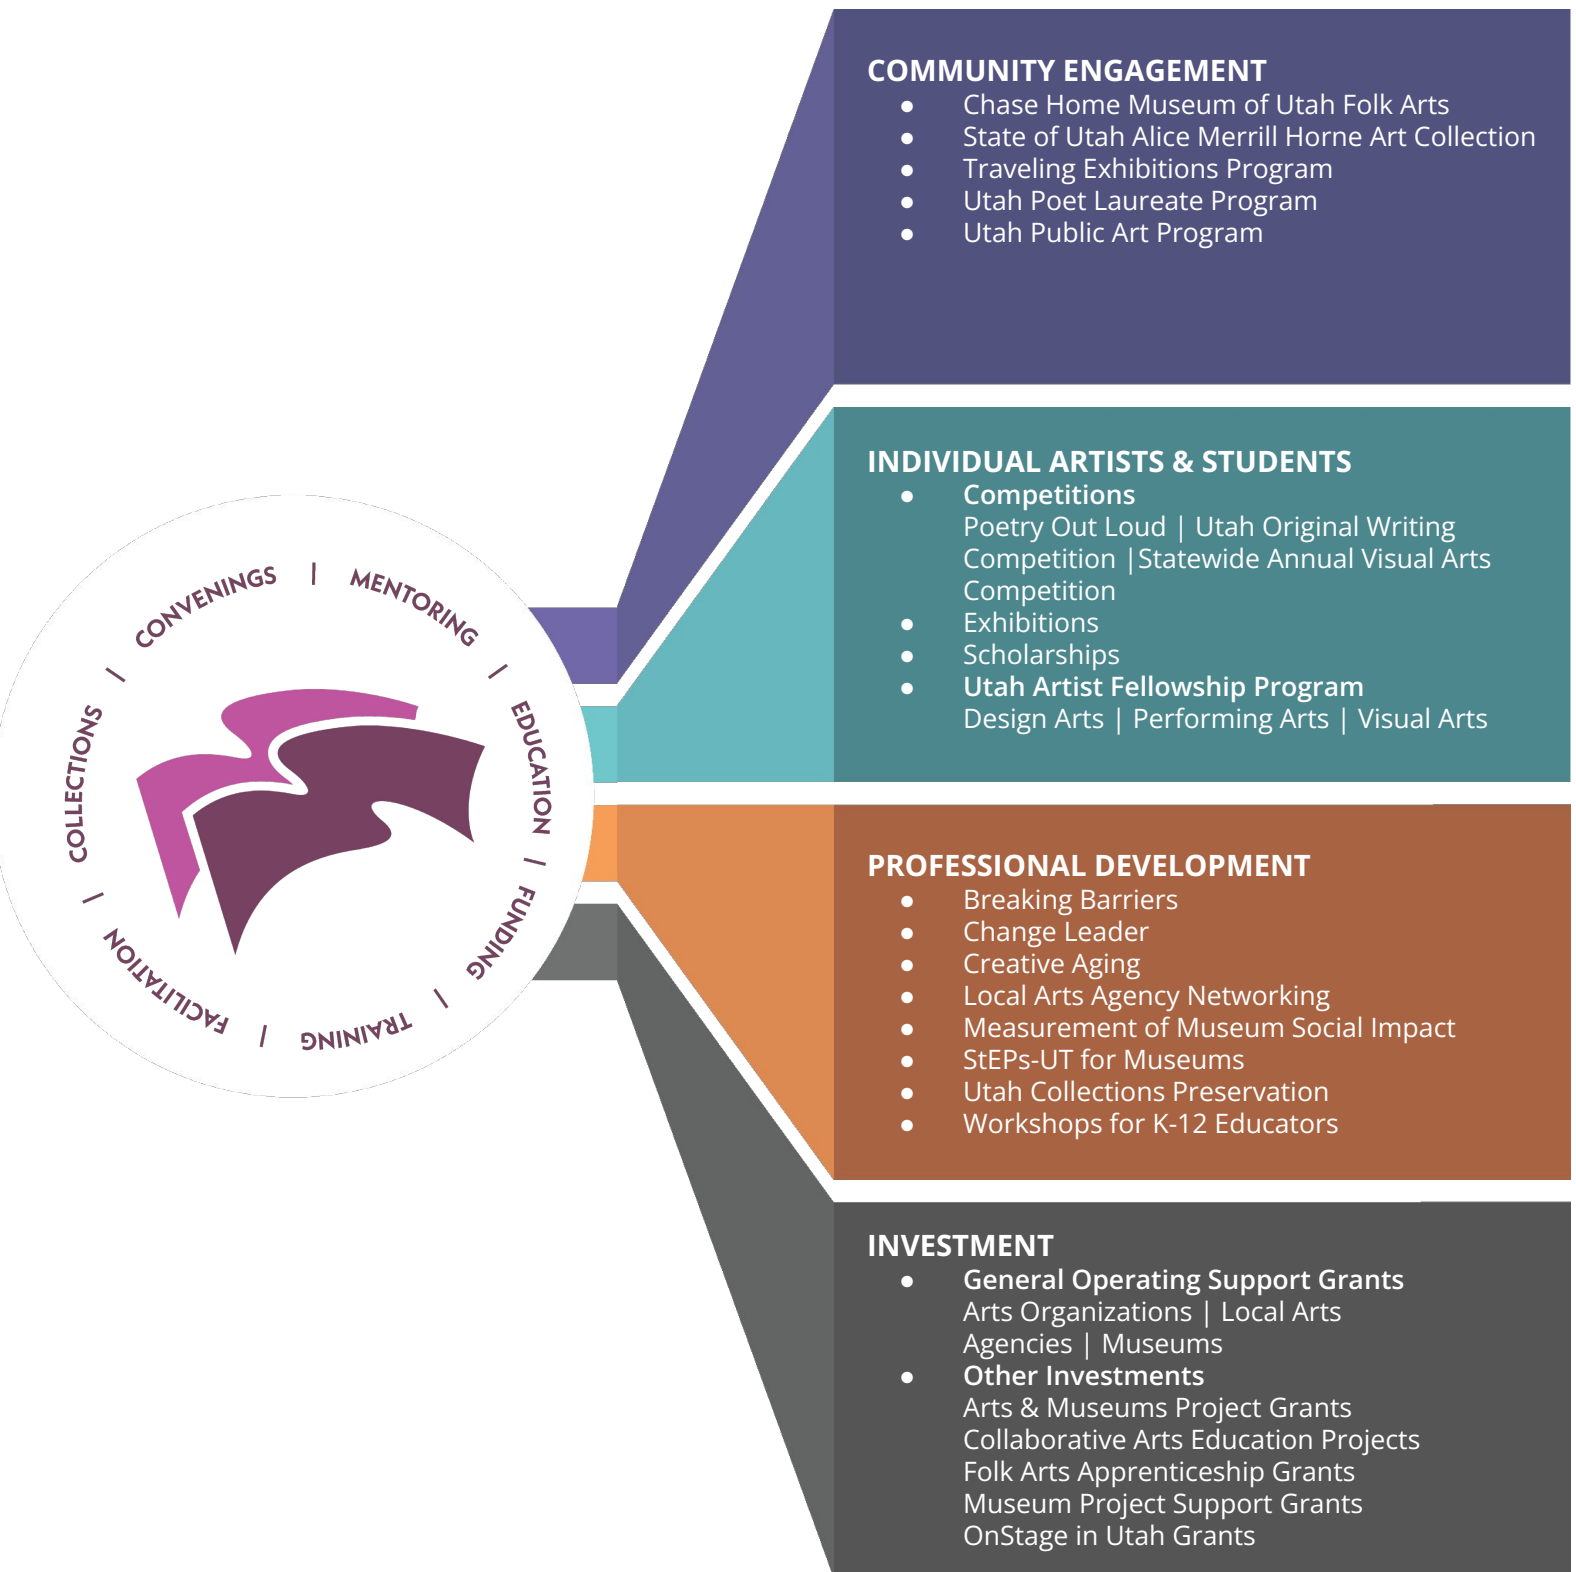 CONVENINGS | MENTORING | EDUCATION | FUNDING | TRAINING | FACILITATION | COLLECTIONS |
COMMUNITY ENGAGEMENT
● Chase Home Museum of Utah Folk Arts
● State of Utah Alice Merrill Horne Art Collection
● Traveling Exhibitions Program
● Utah Poet Laureate Program
● Utah Public Art Program
INDIVIDUAL ARTISTS & STUDENTS
● Competitions
Poetry Out Loud | Utah Original Writing
Competition |Statewide Annual Visual Arts
Competition
● Exhibitions
● Scholarships
● Utah Artist Fellowship Program
Design Arts | Performing Arts | Visual Arts
PROFESSIONAL DEVELOPMENT
● Breaking Barriers
● Change Leader
● Creative Aging
● Local Arts Agency Networking
● Measurement of Museum Social Impact
● StEPs-UT for Museums
● Utah Collections Preservation
● Workshops for K-12 Educators
INVESTMENT
● General Operating Support Grants
Arts Organizations | Local Arts
Agencies | Museums
● Other Investments
Arts & Museums Project Grants
Collaborative Arts Education Projects
Folk Arts Apprenticeship Grants
Museum Project Support Grants
OnStage in Utah Grants